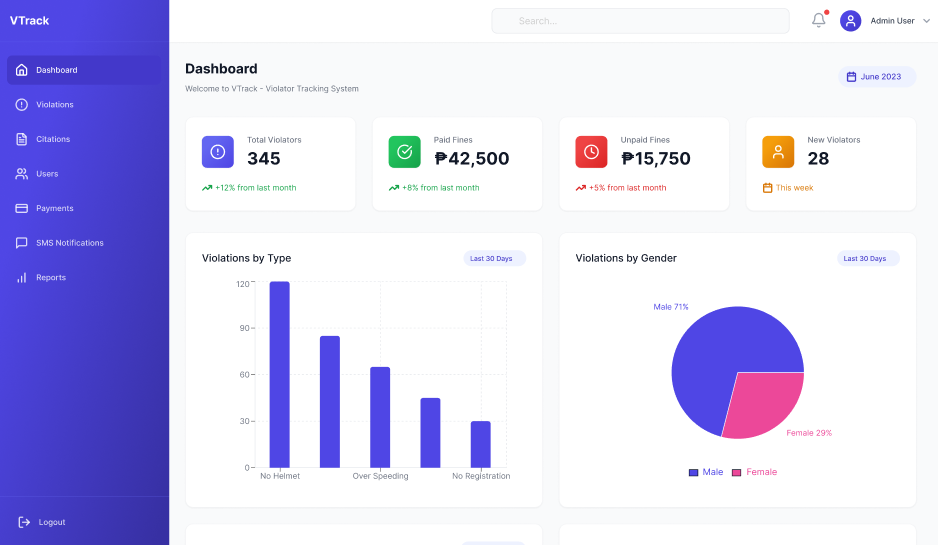 VTrack
Search...
Admin User
Dashboard
Violations
Citations
Users
Payments
SMS Notifications
Reports
Logout
Dashboard
Welcome to VTrack - Violator Tracking System
June 2023
Total Violators
345
+12% from last month
Paid Fines
₱42,500
+8% from last month
Unpaid Fines
₱15,750
+5% from last month
New Violators
28
This week
Violations by Type
Last 30 Days
120
90
60
30
0
No Helmet
Over Speeding
No Registration
Violations by Gender
Last 30 Days
Male 71%
Female 29%
Male
Female